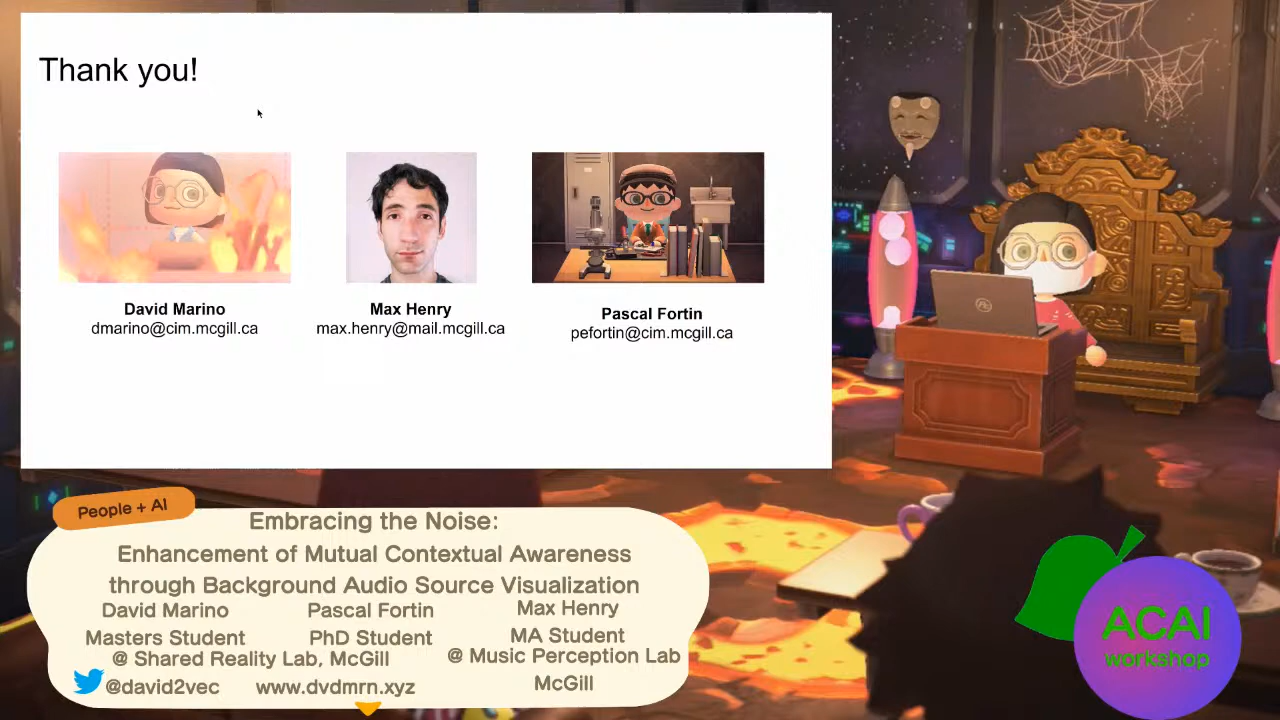 Thank you!
David Marino
dmarino@cim.mcgill.ca
Max Henry
max.henry@mail.mcgill.ca
Pascal Fortin
pefortin@cim.mcgill.ca
People + AI
Embracing the Noise:
Enhancement of Mutual Contextual Awareness
through Background Audio Source Visualization
David Marino
Masters Student
Pascal Fortin
PhD Student
@ Shared Reality Lab, McGill
Max Henry
MA Student
@ Music Perception Lab
McGill
@david2vec
www.dvdmrn.xyz
ACAI
workshop